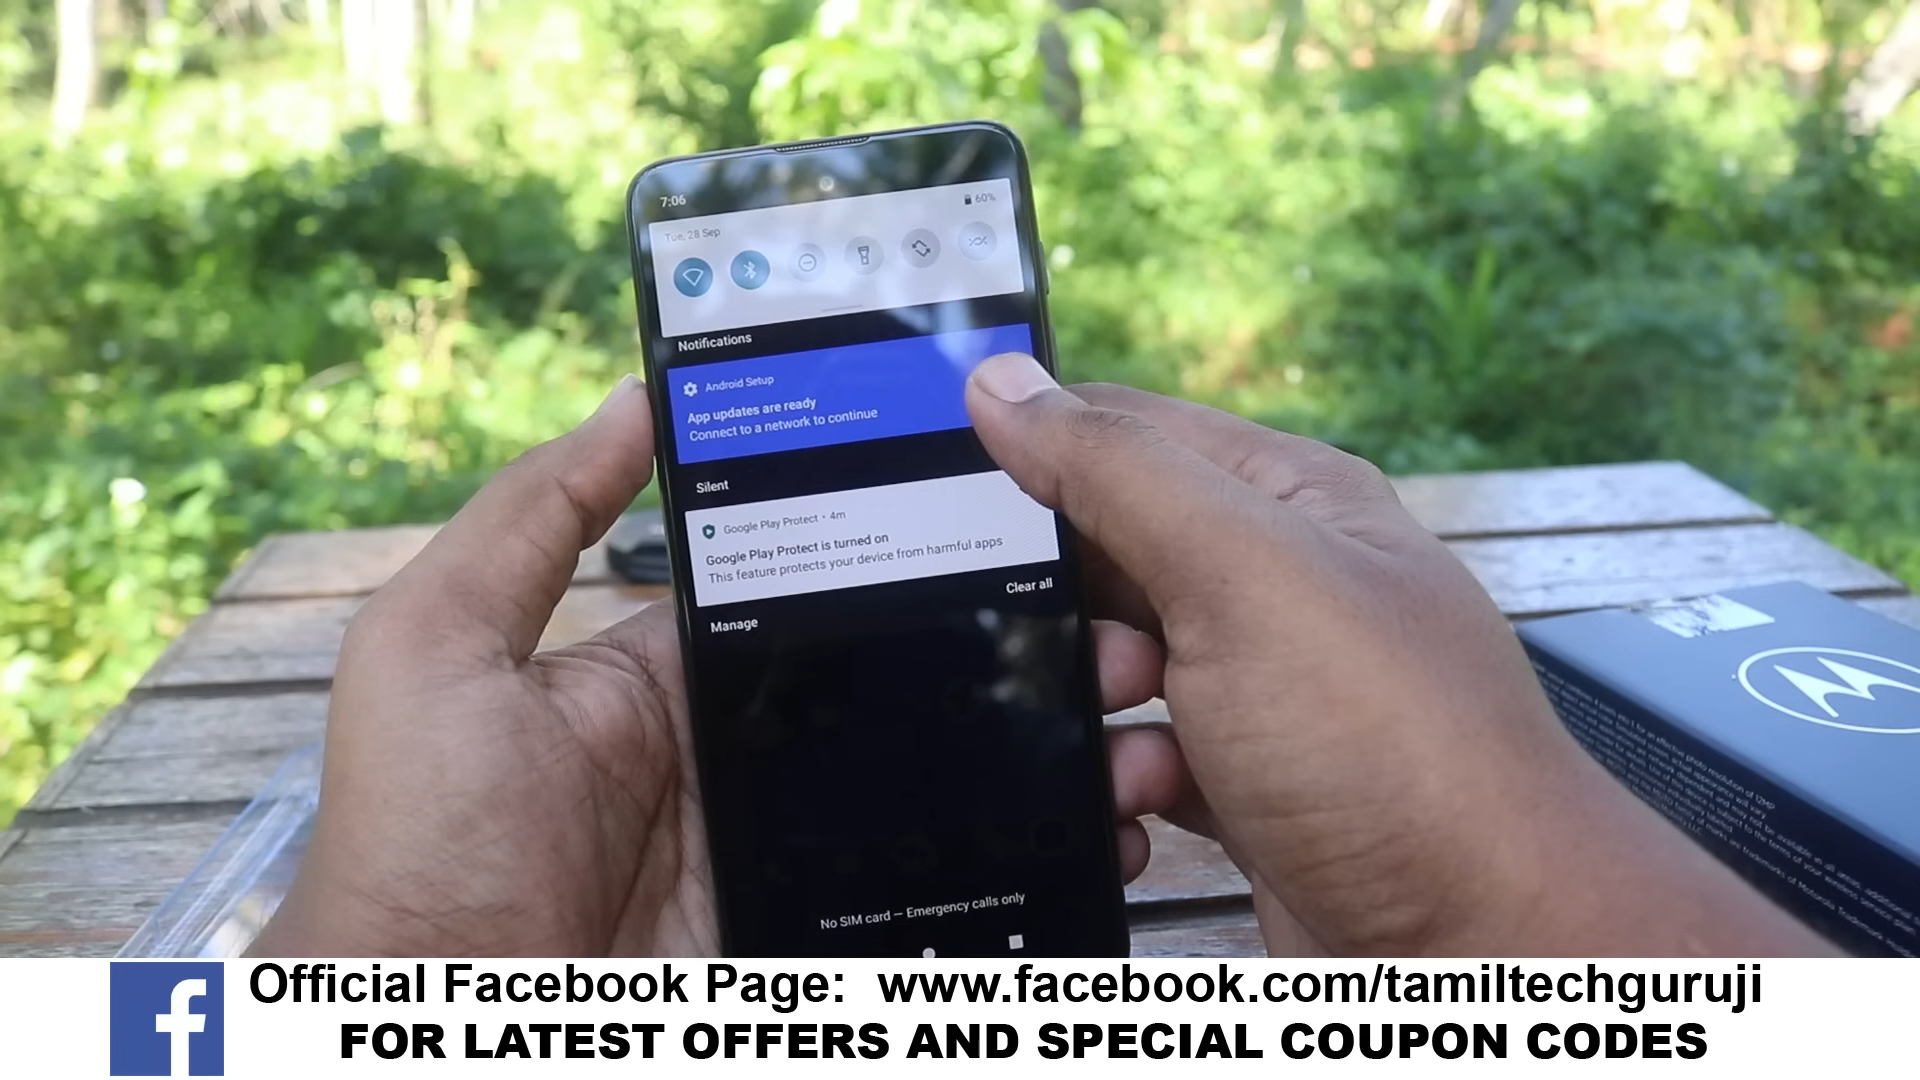 7:06
60%
Tue, 28 Sep
Notifications
Android Setup
App updates are ready
Connect to a network to continue
Silent
Google Play Protect • 4m
Google Play Protect is turned on
This feature protects your device from harmful apps
Clear all
Manage
No SIM card — Emergency calls only
Official Facebook Page: www.facebook.com/tamiltechguruji
FOR LATEST OFFERS AND SPECIAL COUPON CODES